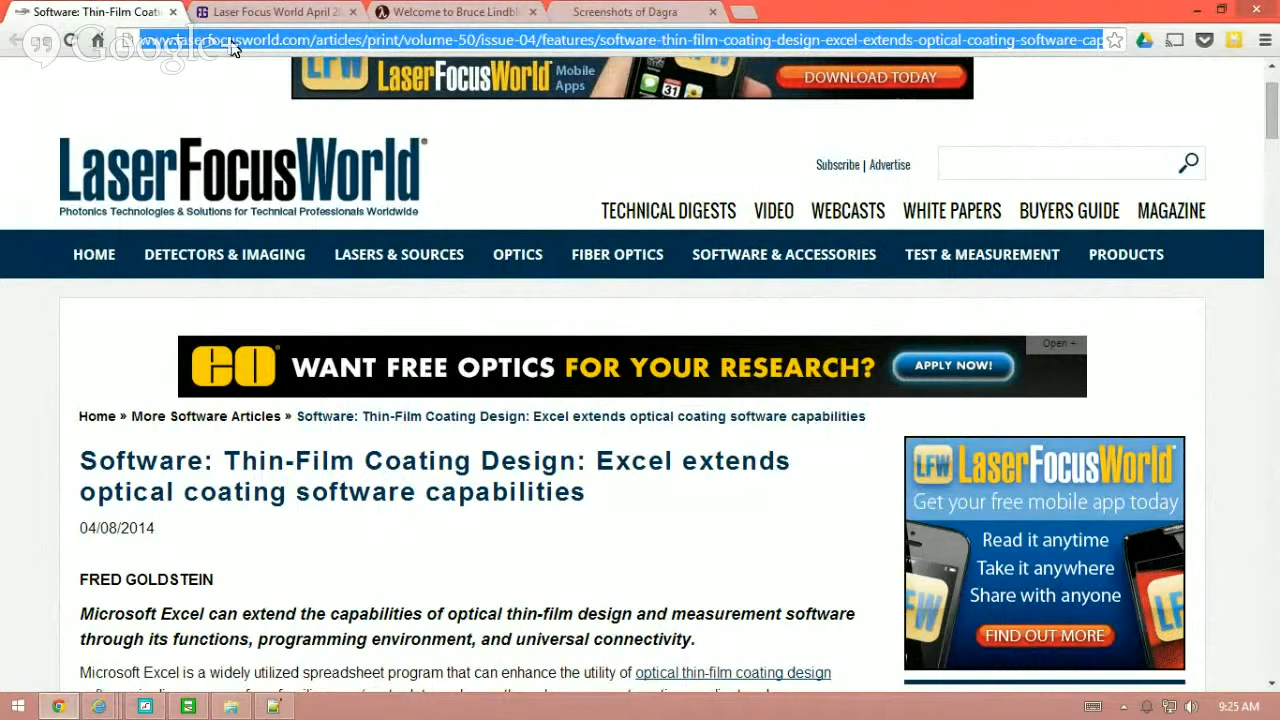 Software: Thin-Film Coati
Laser Focus World April 2
Welcome to Bruce Lindbl
Screenshots of Dagra
Google
www.laserfocusworld.com/articles/print/volume-50/issue-04/features/software-thin-film-coating-design-excel-extends-optical-coating-software-cap
LFW LaserFocusWorld Mobile Apps
31
DOWNLOAD TODAY
LaserFocusWorld
Photonics Technologies & Solutions for Technical Professionals Worldwide
Subscribe | Advertise
TECHNICAL DIGESTS VIDEO WEBCASTS WHITE PAPERS BUYERS GUIDE MAGAZINE
HOME DETECTORS & IMAGING LASERS & SOURCES OPTICS FIBER OPTICS SOFTWARE & ACCESSORIES TEST & MEASUREMENT PRODUCTS
Open +
EO WANT FREE OPTICS FOR YOUR RESEARCH? APPLY NOW!
Home » More Software Articles » Software: Thin-Film Coating Design: Excel extends optical coating software capabilities
Software: Thin-Film Coating Design: Excel extends
optical coating software capabilities
04/08/2014
FRED GOLDSTEIN
Microsoft Excel can extend the capabilities of optical thin-film design and measurement software
through its functions, programming environment, and universal connectivity.
Microsoft Excel is a widely utilized spreadsheet program that can enhance the utility of optical thin-film coating design
LFW LaserFocusWorld
Get your free mobile app today
Read it anytime
Take it anywhere
Share with anyone
FIND OUT MORE
9:25 AM